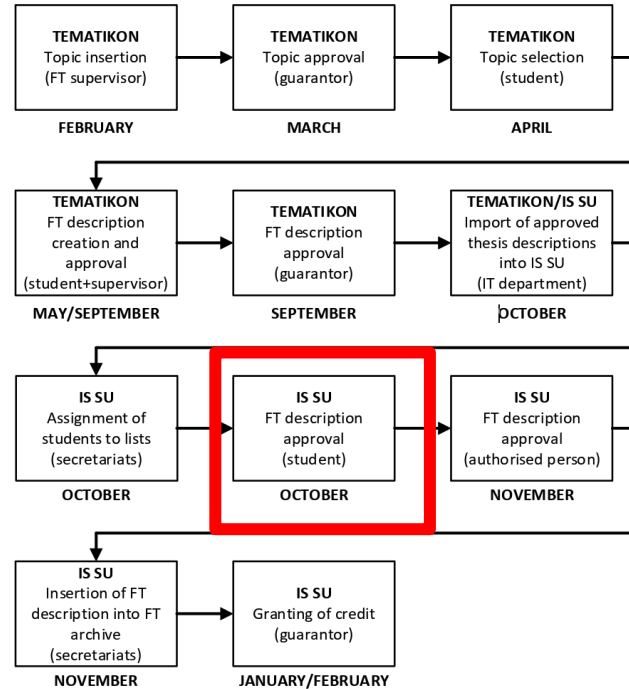 TEMATIKON
Topic insertion
(FT supervisor)
FEBRUARY
TEMATIKON
Topic approval
(guarantor)
MARCH
TEMATIKON
Topic selection
(student)
APRIL
TEMATIKON
FT description
creation and
approval
(student+supervisor)
MAY/SEPTEMBER
TEMATIKON
FT description
approval
(guarantor)
SEPTEMBER
TEMATIKON/IS SU
Import of approved
thesis descriptions
into IS SU
(IT department)
OCTOBER
IS SU
Assignment of
students to lists
(secretariats)
OCTOBER
IS SU
FT description
approval
(student)
OCTOBER
IS SU
FT description
approval
(authorised person)
NOVEMBER
IS SU
Insertion of FT
description into FT
archive
(secretariats)
NOVEMBER
IS SU
Granting of credit
(guarantor)
JANUARY/FEBRUARY